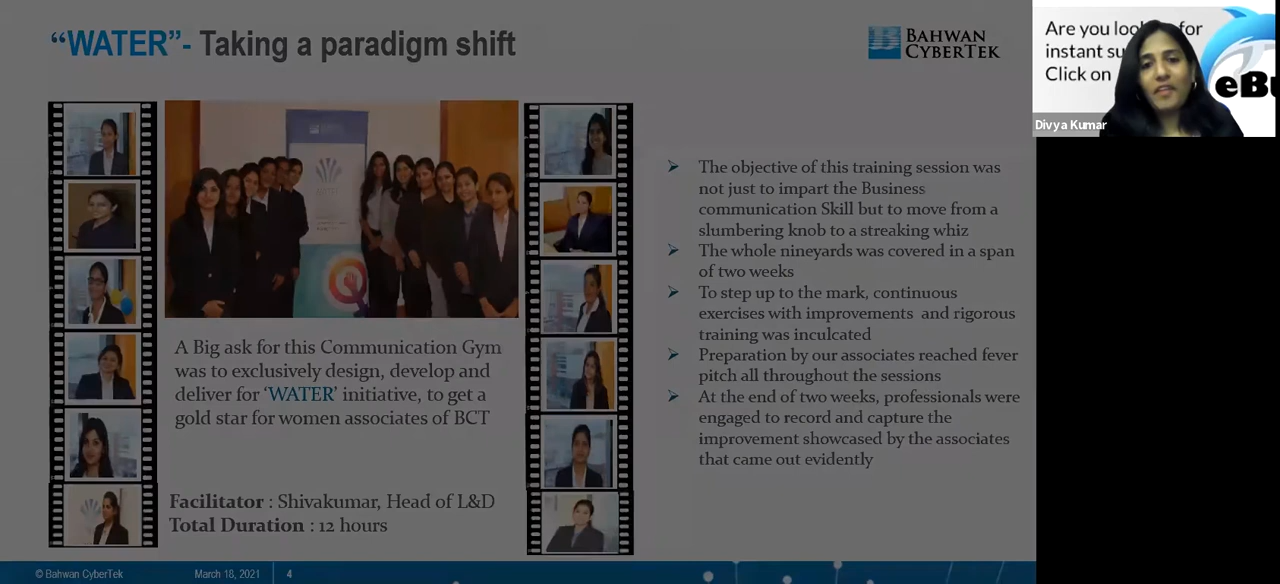 “WATER”- Taking a paradigm shift
BAHWAN
CYBERTEK
A Big ask for this Communication Gym
was to exclusively design, develop and
deliver for ‘WATER’ initiative, to get a
gold star for women associates of BCT
Facilitator : Shivakumar, Head of L&D
Total Duration : 12 hours
➢ The objective of this training session was
not just to impart the Business
communication Skill but to move from a
slumbering knob to a streaking whiz
➢ The whole nineyards was covered in a span
of two weeks
➢ To step up to the mark, continuous
exercises with improvements and rigorous
training was inculcated
➢ Preparation by our associates reached fever
pitch all throughout the sessions
➢ At the end of two weeks, professionals were
engaged to record and capture the
improvement showcased by the associates
that came out evidently
© Bahwan CyberTek March 18, 2021 4
Are you for
instant
Click on
Divya Kumar